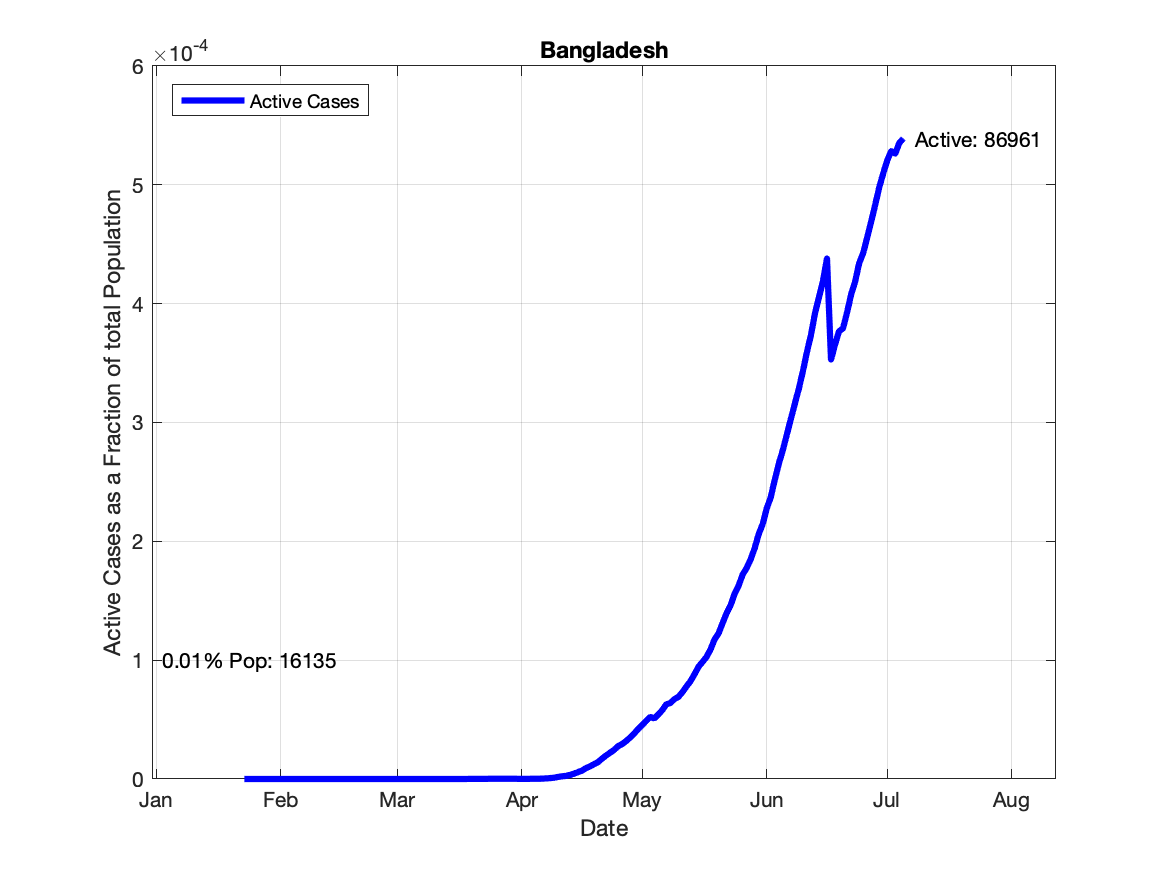 Bangladesh
×10-4
Active Cases
6
5
4
3
2
1
0
Active: 86961
0.01% Pop: 16135
Active Cases as a Fraction of total Population
Jan Feb Mar Apr May Jun Jul Aug
Date